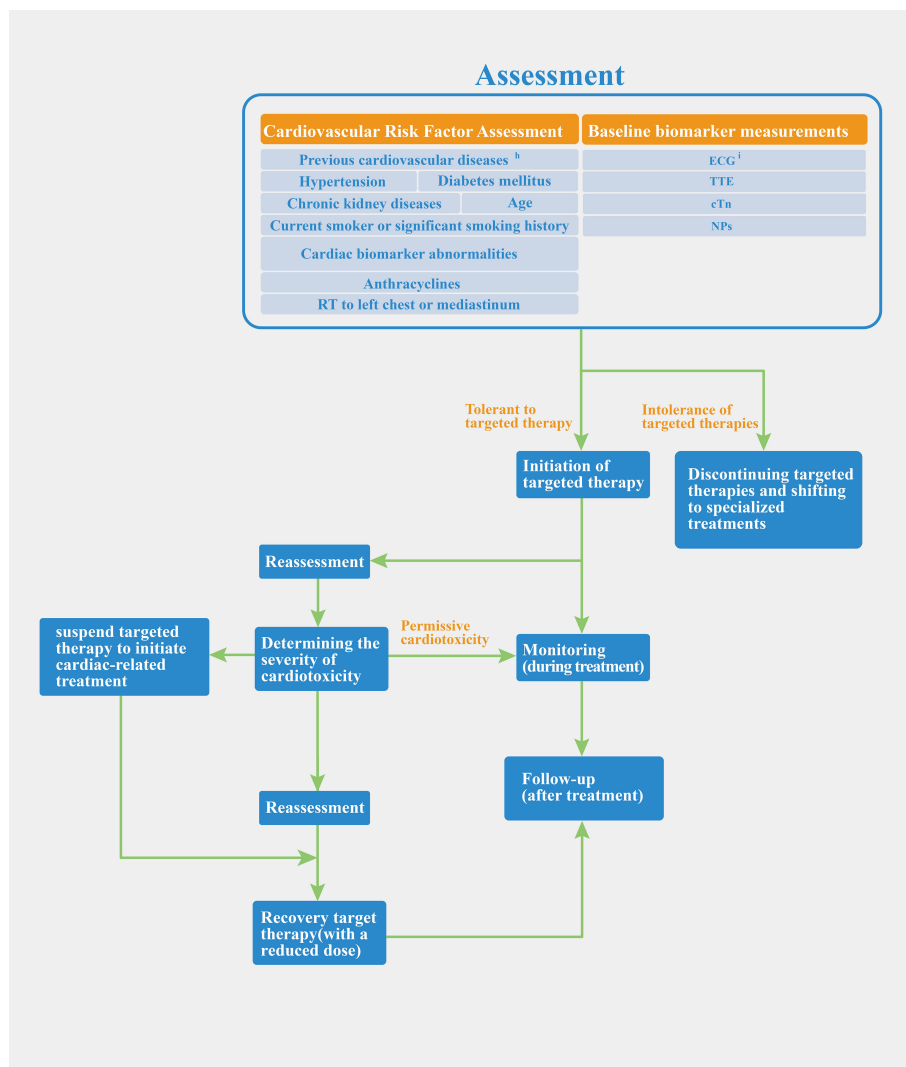 Assessment
Cardiovascular Risk Factor Assessment
Baseline biomarker measurements
Previous cardiovascular diseases h
ECG i
Hypertension
Diabetes mellitus
TTE
Chronic kidney diseases
Age
cTn
Current smoker or significant smoking history
NPs
Cardiac biomarker abnormalities
Anthracyclines
RT to left chest or mediastinum
Tolerant to
targeted therapy
Intolerance of
targeted therapies
Initiation of
targeted therapy
Discontinuing targeted
therapies and shifting
to specialized
treatments
Reassessment
suspend targeted
therapy to initiate
cardiac-related
treatment
Determining the
severity of
cardiotoxicity
Permissive
cardiotoxicity
Monitoring
(during treatment)
Reassessment
Follow-up
(after treatment)
Recovery target
therapy(with a
reduced dose)